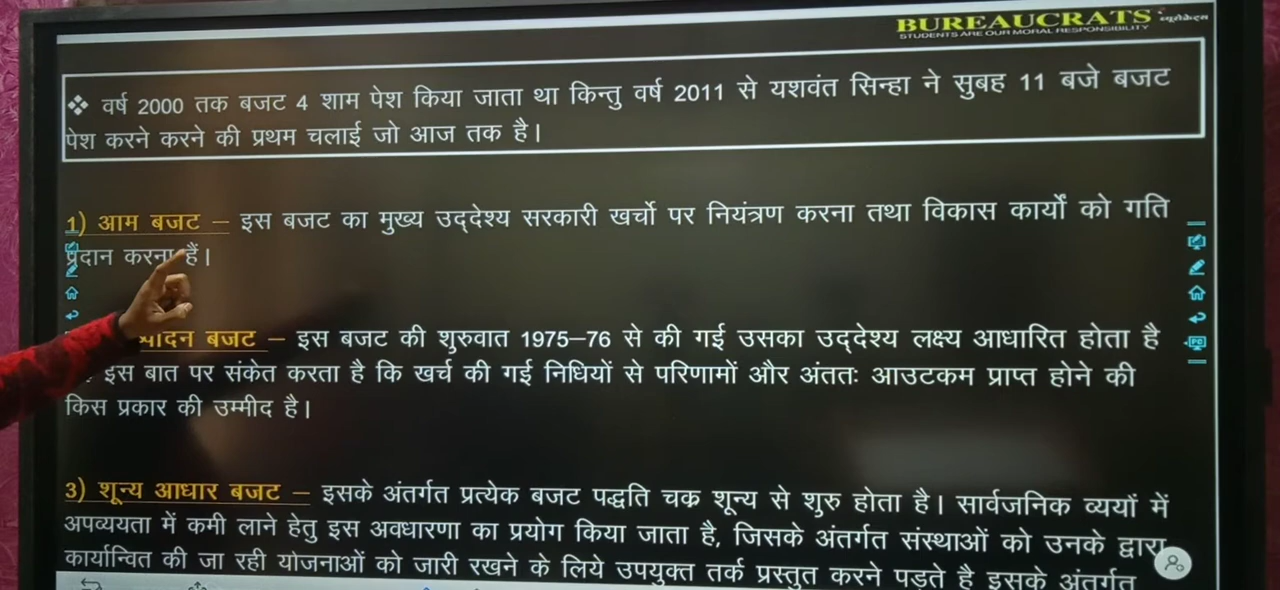 BUREAUCRATS ब्यूरोक्रेट्स
STUDENTS ARE OUR MORAL RESPONSIBILITY
❖ वर्ष 2000 तक बजट 4 शाम पेश किया जाता था किन्तु वर्ष 2011 से यशवंत सिन्हा ने सुबह 11 बजे बजट
पेश करने करने की प्रथम चलाई जो आज तक है।
1) आम बजट – इस बजट का मुख्य उद्देश्य सरकारी खर्चो पर नियंत्रण करना तथा विकास कार्यों को गति
प्रदान करना हैं।
बजट – इस बजट की शुरुवात 1975–76 से की गई उसका उद्देश्य लक्ष्य आधारित होता है
इस बात पर संकेत करता है कि खर्च की गई निधियों से परिणामों और अंततः आउटकम प्राप्त होने की
किस प्रकार की उम्मीद है।
3) शून्य आधार बजट – इसके अंतर्गत प्रत्येक बजट पद्धति चक्र शून्य से शुरु होता है। सार्वजनिक व्ययों में
अपव्ययता में कमी लाने हेतु इस अवधारणा का प्रयोग किया जाता है, जिसके अंतर्गत संस्थाओं को उनके द्वारा
कार्यान्वित की जा रही योजनाओं को जारी रखने के लिये उपयुक्त तर्क प्रस्तुत करने पड़ते है इसके अंतर्गत